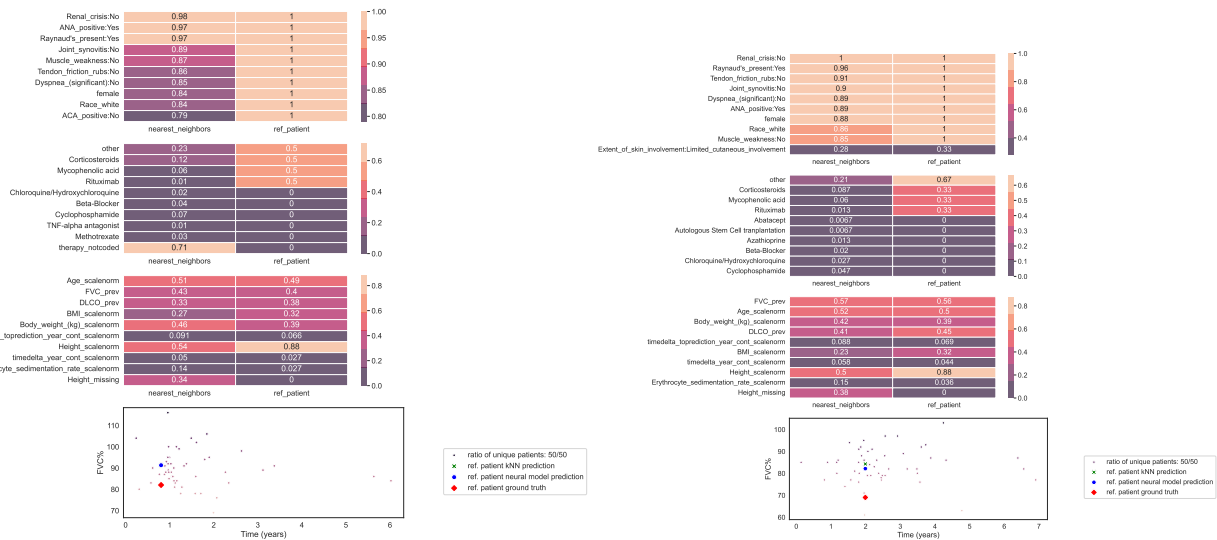 Renal_crisis:No 0.98 1
ANA_positive:Yes 0.97 1
Raynaud's_present:Yes 0.97 1
Joint_synovitis:No 0.89 1
Muscle_weakness:No 0.87 1
Tendon_friction_rubs:No 0.86 1
Dyspnea_(significant):No 0.85 1
female 0.84 1
Race_white 0.84 1
ACA_positive:No 0.79 1
nearest_neighbors ref_patient
1.00
0.95
0.90
0.85
0.80
other 0.23 0.5
Corticosteroids 0.12 0.5
Mycophenolic acid 0.06 0.5
Rituximab 0.01 0.5
Chloroquine/Hydroxychloroquine 0.02 0
Beta-Blocker 0.04 0
Cyclophosphamide 0.07 0
TNF-alpha antagonist 0.01 0
Methotrexate 0.03 0
therapy_notcoded 0.71 0
nearest_neighbors ref_patient
0.6
0.4
0.2
0.0
Age_scalenorm 0.51 0.49
FVC_prev 0.43 0.4
DLCO_prev 0.33 0.38
BMI_scalenorm 0.27 0.32
Body_weight_(kg)_scalenorm 0.46 0.39
_toprediction_year_cont_scalenorm 0.091 0.066
Height_scalenorm 0.54 0.88
timedelta_year_cont_scalenorm 0.05 0.027
cyte_sedimentation_rate_scalenorm 0.14 0.027
Height_missing 0.34 0
nearest_neighbors ref_patient
0.8
0.6
0.4
0.2
0.0
FVC%
110
100
90
80
70
0 1 2 3 4 5 6
Time (years)
ratio of unique patients: 50/50
ref. patient kNN prediction
ref. patient neural model prediction
ref. patient ground truth
Renal_crisis:No 1 1
Raynaud's_present:Yes 0.96 1
Tendon_friction_rubs:No 0.91 1
Joint_synovitis:No 0.9 1
Dyspnea_(significant):No 0.89 1
ANA_positive:Yes 0.89 1
female 0.88 1
Race_white 0.86 1
Muscle_weakness:No 0.85 1
Extent_of_skin_involvement:Limited_cutaneous_involvement 0.28 0.33
nearest_neighbors ref_patient
1.0
0.8
0.6
0.4
other 0.21 0.67
Corticosteroids 0.087 0.33
Mycophenolic acid 0.06 0.33
Rituximab 0.013 0.33
Abatacept 0.0067 0
Autologous Stem Cell tranplantation 0.0067 0
Azathioprine 0.013 0
Beta-Blocker 0.02 0
Chloroquine/Hydroxychloroquine 0.027 0
Cyclophosphamide 0.047 0
nearest_neighbors ref_patient
0.6
0.5
0.4
0.3
0.2
0.1
0.0
FVC_prev 0.57 0.56
Age_scalenorm 0.52 0.5
Body_weight_(kg)_scalenorm 0.42 0.39
DLCO_prev 0.41 0.45
timedelta_toprediction_year_cont_scalenorm 0.088 0.069
BMI_scalenorm 0.23 0.32
timedelta_year_cont_scalenorm 0.058 0.044
Height_scalenorm 0.5 0.88
Erythrocyte_sedimentation_rate_scalenorm 0.15 0.036
Height_missing 0.38 0
nearest_neighbors ref_patient
0.8
0.6
0.4
0.2
0.0
FVC%
100
90
80
70
60
0 1 2 3 4 5 6 7
Time (years)
ratio of unique patients: 50/50
ref. patient kNN prediction
ref. patient neural model prediction
ref. patient ground truth